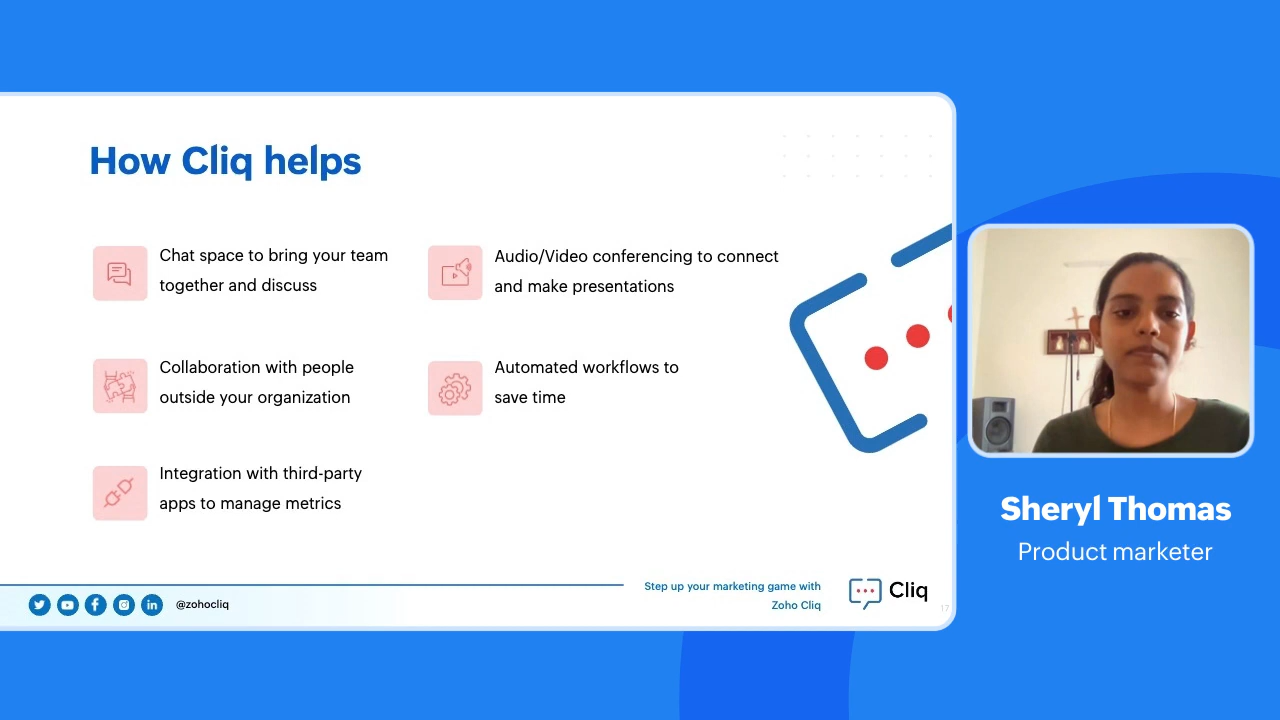 How Cliq helps
Chat space to bring your team
together and discuss
Audio/Video conferencing to connect
and make presentations
Collaboration with people
outside your organization
Automated workflows to
save time
Integration with third-party
apps to manage metrics
@zohocliq
Step up your marketing game with
Zoho Cliq
Cliq
17
Sheryl Thomas
Product marketer